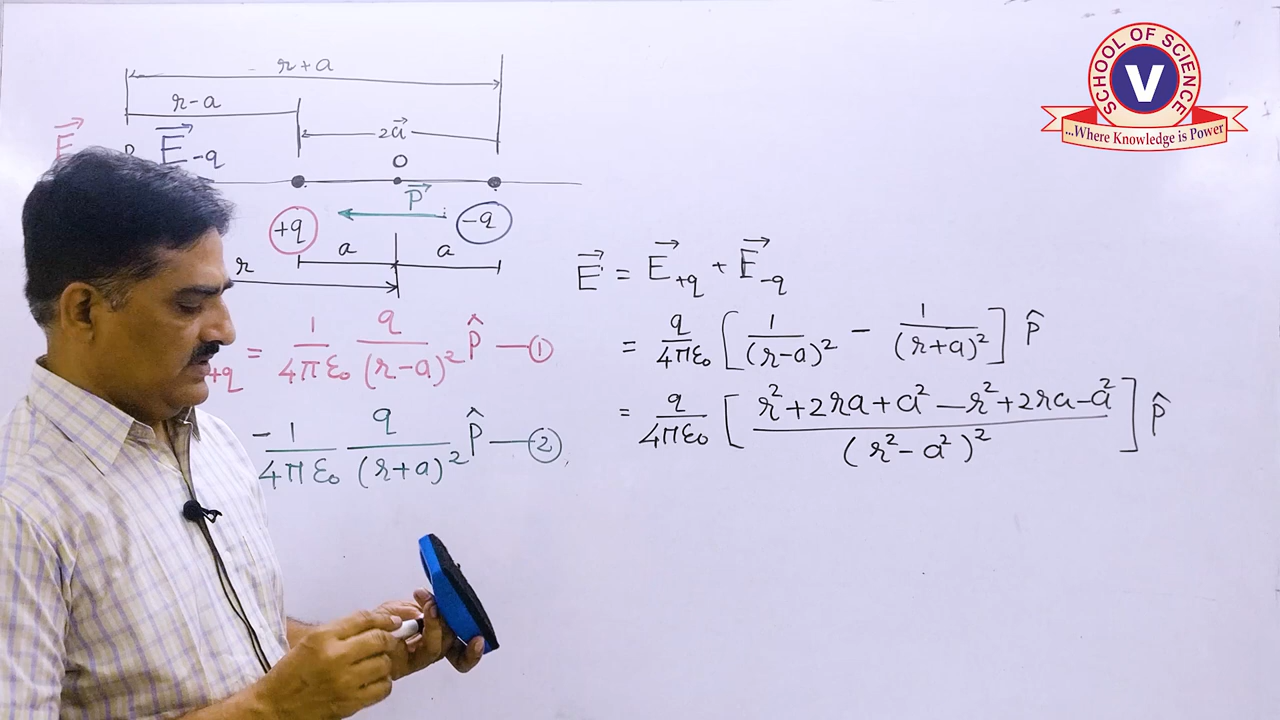 SCHOOL OF SCIENCE
V
...Where Knowledge is Power
r+a
r-a
2a⃗
E⃗
E⃗-q
O
P⃗
+q
-q
a a
r
+q = 1/4πε₀ q/(r-a)² P̂ —①
-1/4πε₀ q/(r+a)² P̂ —②
E⃗ = E⃗+q + E⃗-q
= q/4πε₀ [1/(r-a)² - 1/(r+a)²] P̂
= q/4πε₀ [r²+2ra+a²-r²+2ra-a²/(r²-a²)²] P̂